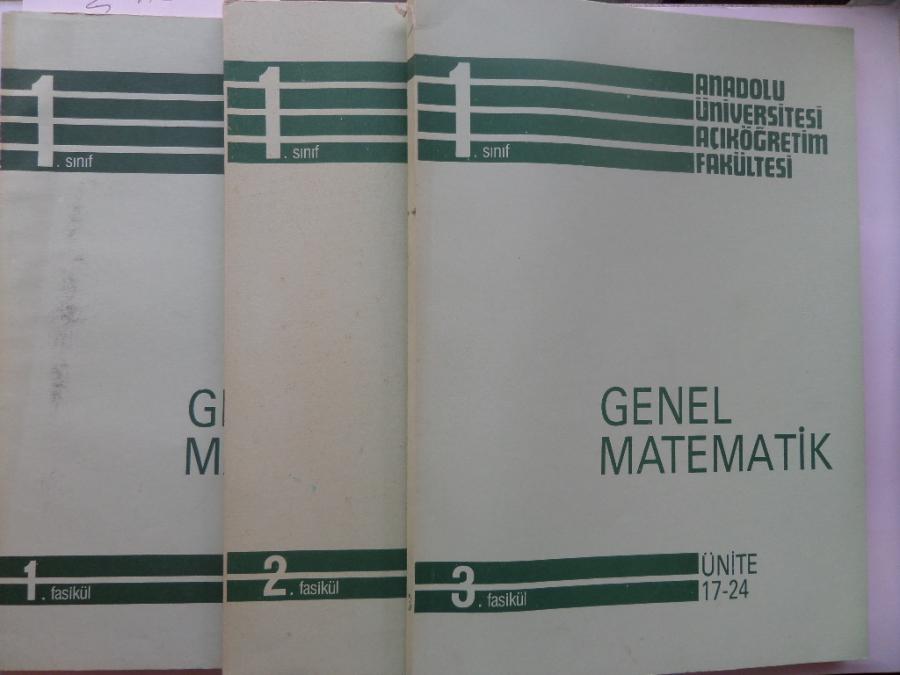 1. sınıf
G
M
1. fasikül
1. sınıf
2. fasikül
1. sınıf
ANADOLU
ÜNİVERSİTESİ
AÇIKÖĞRETİM
FAKÜLTESİ
GENEL
MATEMATİK
3. fasikül
ÜNİTE
17-24